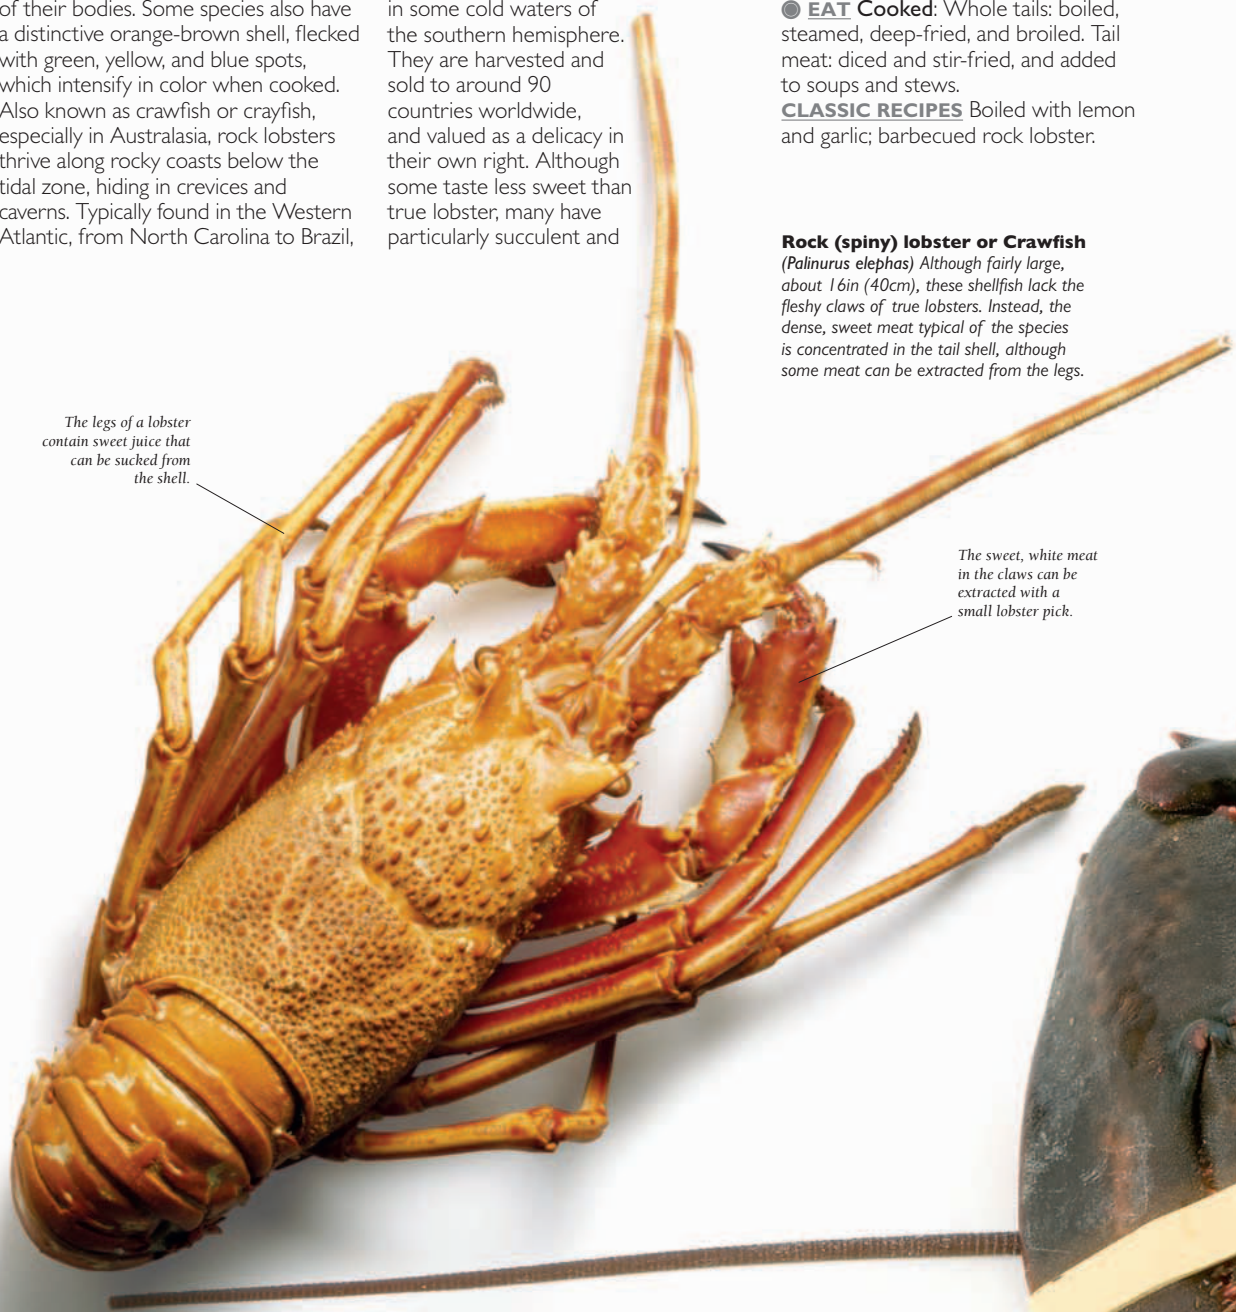 of their bodies. Some species also have
a distinctive orange-brown shell, flecked
with green, yellow, and blue spots,
which intensify in color when cooked.
Also known as crawfish or crayfish,
especially in Australasia, rock lobsters
thrive along rocky coasts below the
tidal zone, hiding in crevices and
caverns. Typically found in the Western
Atlantic, from North Carolina to Brazil,
in some cold waters of
the southern hemisphere.
They are harvested and
sold to around 90
countries worldwide,
and valued as a delicacy in
their own right. Although
some taste less sweet than
true lobster, many have
particularly succulent and
EAT Cooked: Whole tails: boiled,
steamed, deep-fried, and broiled. Tail
meat: diced and stir-fried, and added
to soups and stews.
CLASSIC RECIPES Boiled with lemon
and garlic; barbecued rock lobster.
Rock (spiny) lobster or Crawfish
(Palinurus elephas) Although fairly large,
about 16in (40cm), these shellfish lack the
fleshy claws of true lobsters. Instead, the
dense, sweet meat typical of the species
is concentrated in the tail shell, although
some meat can be extracted from the legs.
The legs of a lobster
contain sweet juice that
can be sucked from
the shell.
The sweet, white meat
in the claws can be
extracted with a
small lobster pick.